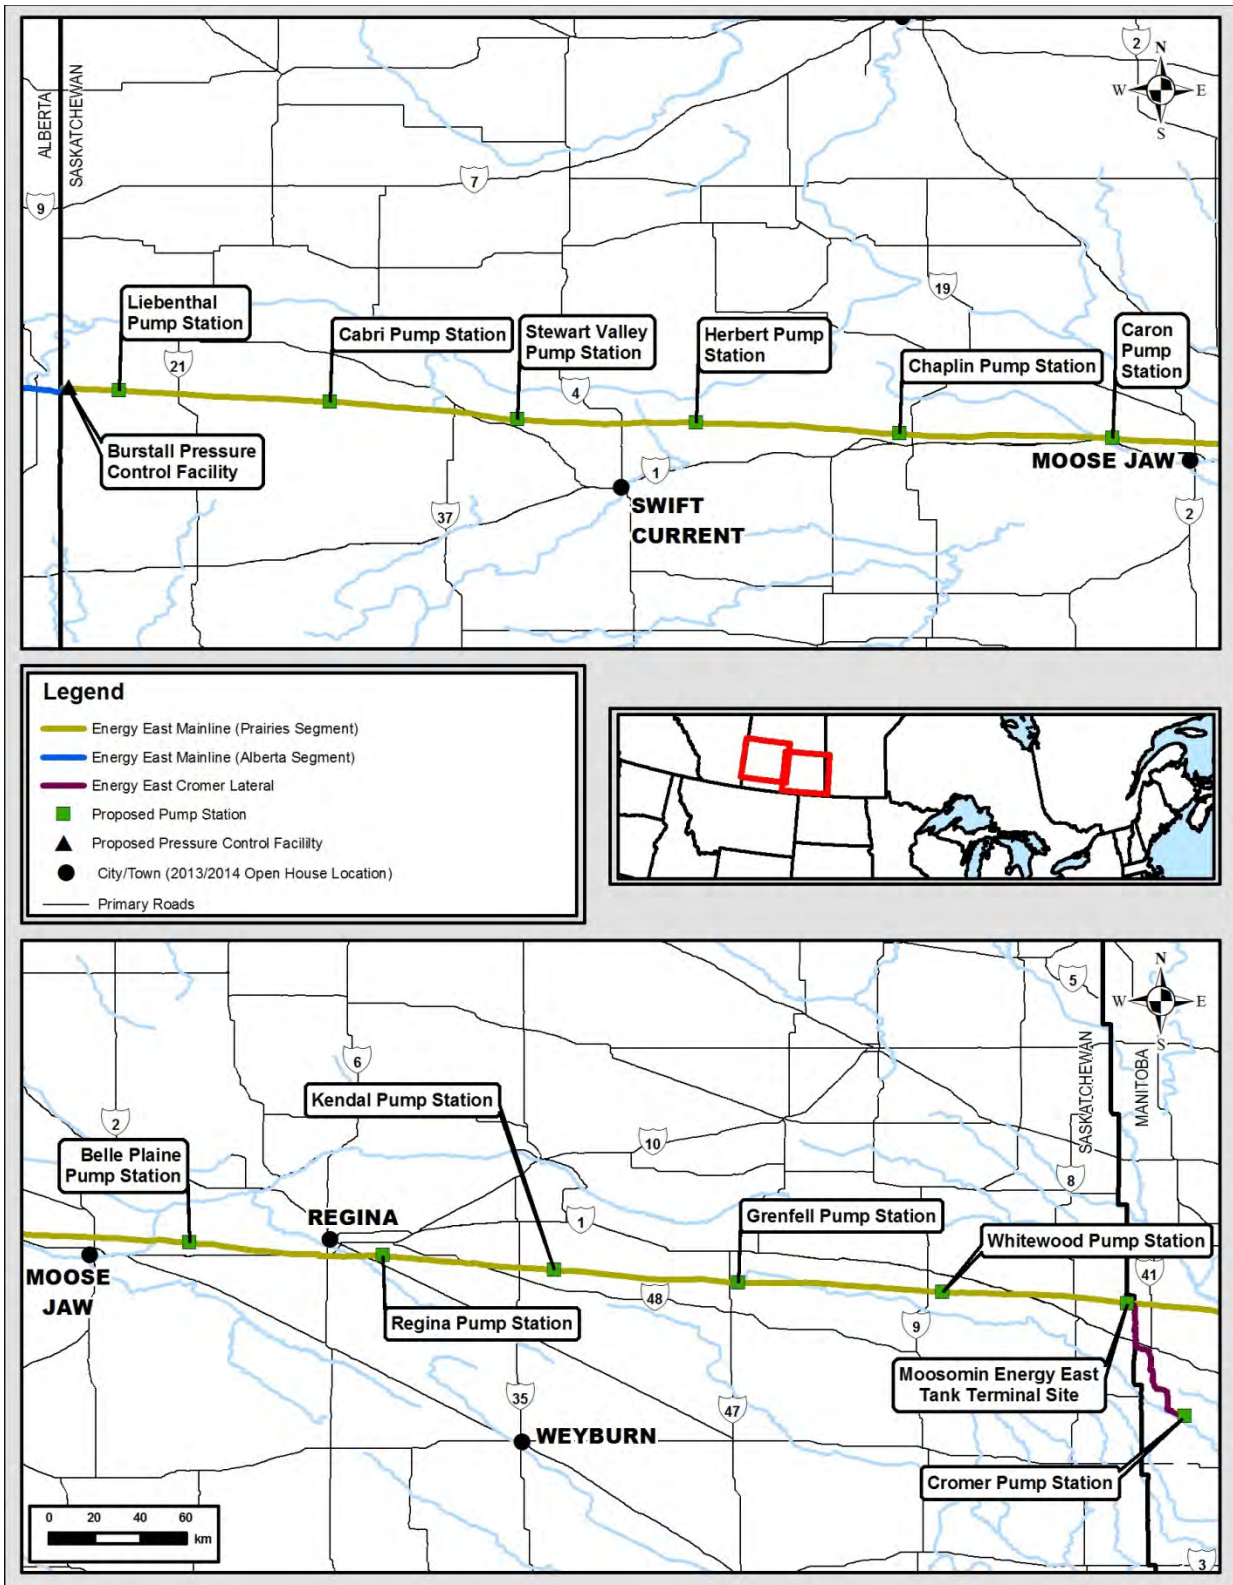 2
N
W
E
S
ALBERTA
SASKATCHEWAN
9
7
19
Liebenthal
Pump Station
Cabri Pump Station
Stewart Valley
Pump Station
Herbert Pump
Station
Chaplin Pump Station
Caron
Pump
Station
21
4
Burstall Pressure
Control Facility
1
MOOSE JAW
SWIFT
CURRENT
37
2
Legend
Energy East Mainline (Prairies Segment)
Energy East Mainline (Alberta Segment)
Energy East Cromer Lateral
Proposed Pump Station
Proposed Pressure Control Facililty
City/Town (2013/2014 Open House Location)
Primary Roads
5
N
W
E
S
SASKATCHEWAN
MANITOBA
6
Kendal Pump Station
2
10
Belle Plaine
Pump Station
8
REGINA
1
Grenfell Pump Station
Whitewood Pump Station
MOOSE
JAW
41
48
Regina Pump Station
9
Moosomin Energy East
Tank Terminal Site
35
47
WEYBURN
Cromer Pump Station
0 20 40 60
km
3